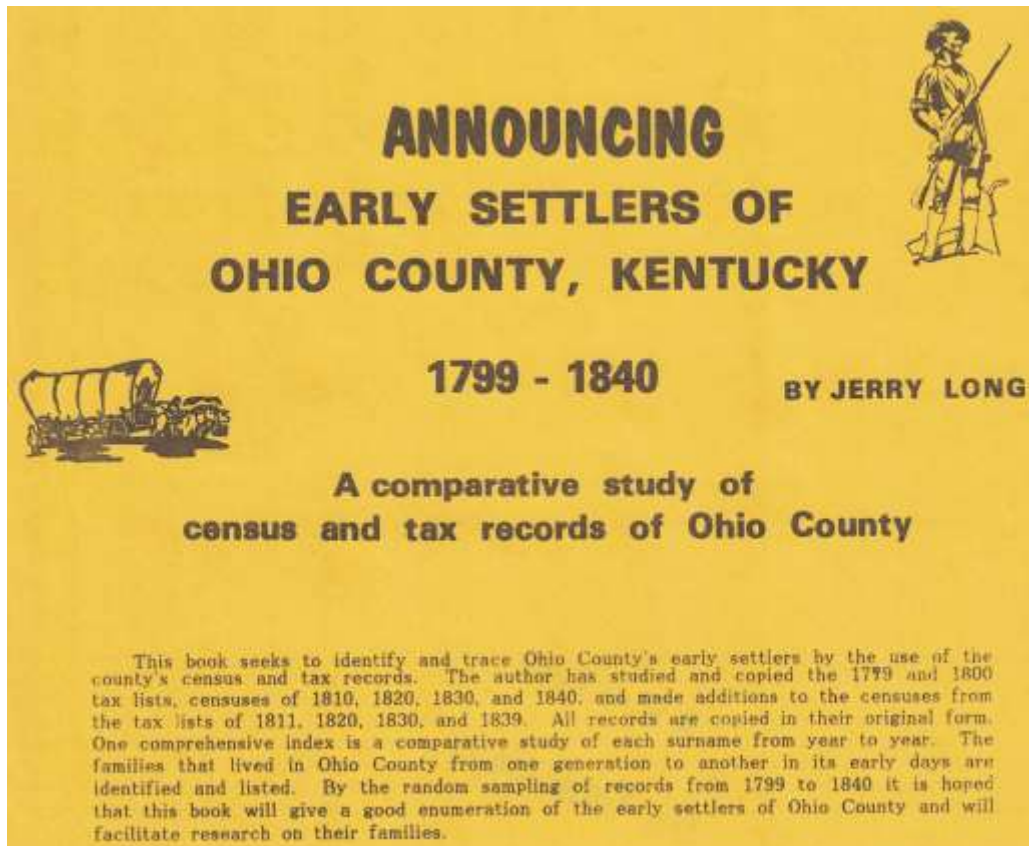 ANNOUNCING
EARLY SETTLERS OF
OHIO COUNTY, KENTUCKY
1799 - 1840
BY JERRY LONG
A comparative study of
census and tax records of Ohio County
This book seeks to identify and trace Ohio County's early settlers by the use of the
county's census and tax records. The author has studied and copied the 1799 and 1800
tax lists, censuses of 1810, 1820, 1830, and 1840, and made additions to the censuses from
the tax lists of 1811, 1820, 1830, and 1839. All records are copied in their original form.
One comprehensive index is a comparative study of each surname from year to year. The
families that lived in Ohio County from one generation to another in its early days are
identified and listed. By the random sampling of records from 1799 to 1840 it is hoped
that this book will give a good enumeration of the early settlers of Ohio County and will
facilitate research on their families.